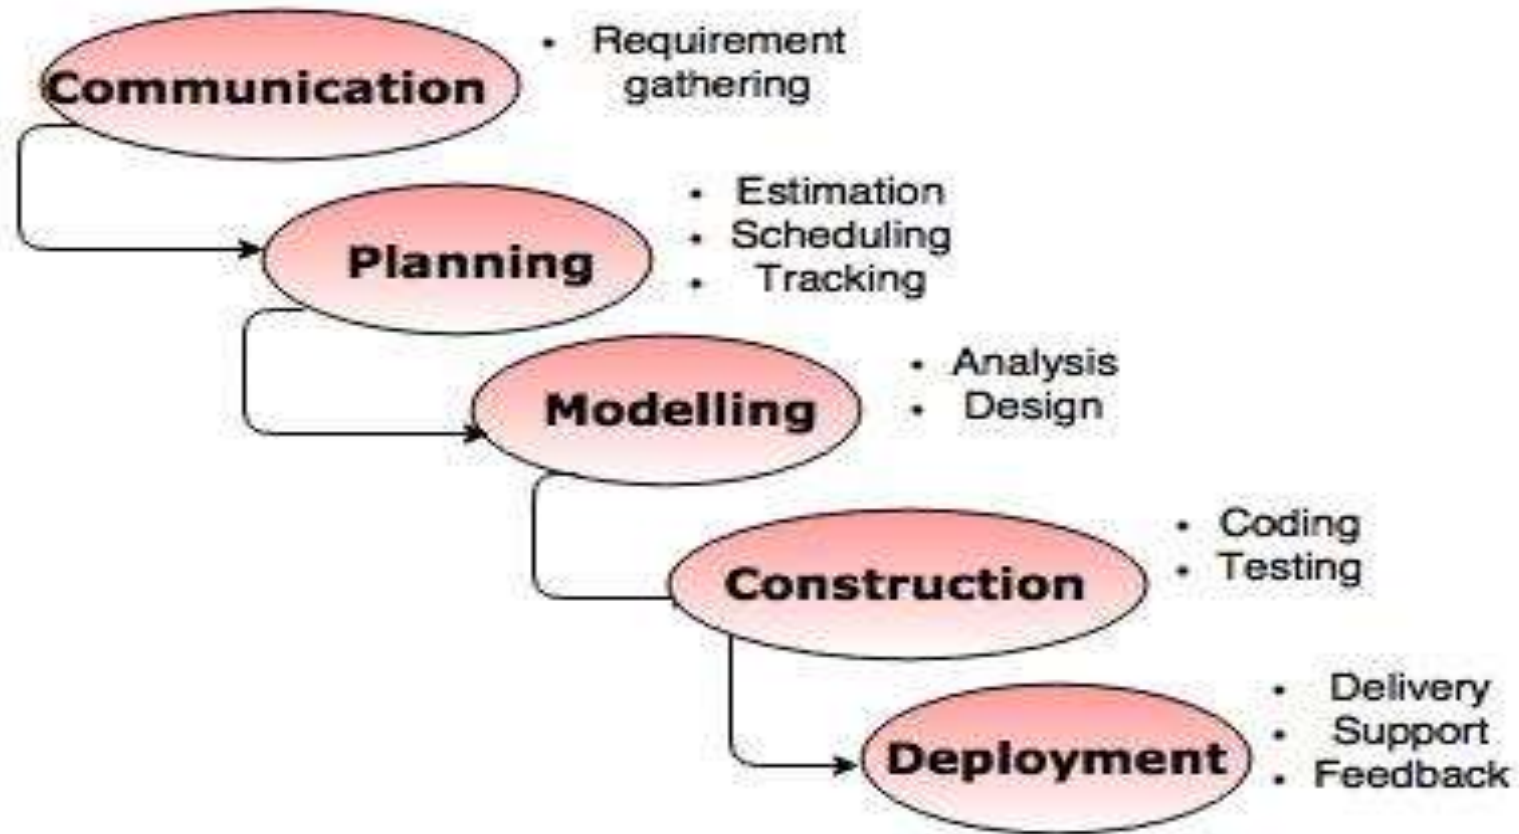 Communication
• Requirement
gathering
Planning
• Estimation
• Scheduling
• Tracking
Modelling
• Analysis
• Design
Construction
• Coding
• Testing
Deployment
• Delivery
• Support
• Feedback